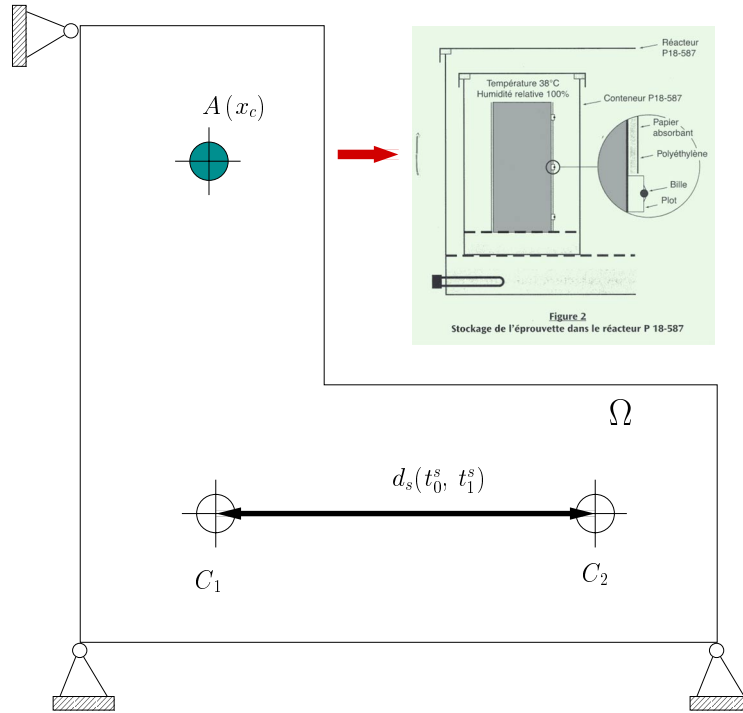 A(x_c)
Réacteur
P18-587
Température 38°C
Humidité relative 100%
Conteneur P18-587
Papier
absorbant
Polyéthylène
Bille
Plot
Figure 2
Stockage de l'éprouvette dans le réacteur P 18-587
Ω
d_s(t_0^s, t_1^s)
C_1
C_2